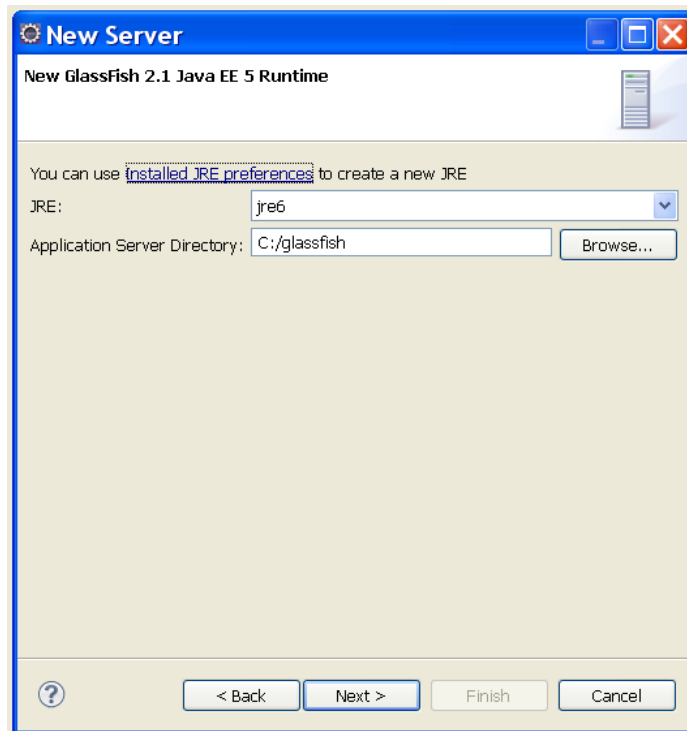 New Server
New GlassFish 2.1 Java EE 5 Runtime
You can use Installed JRE preferences to create a new JRE
JRE: jre6
Application Server Directory: C:/glassfish Browse...
? < Back Next > Finish Cancel